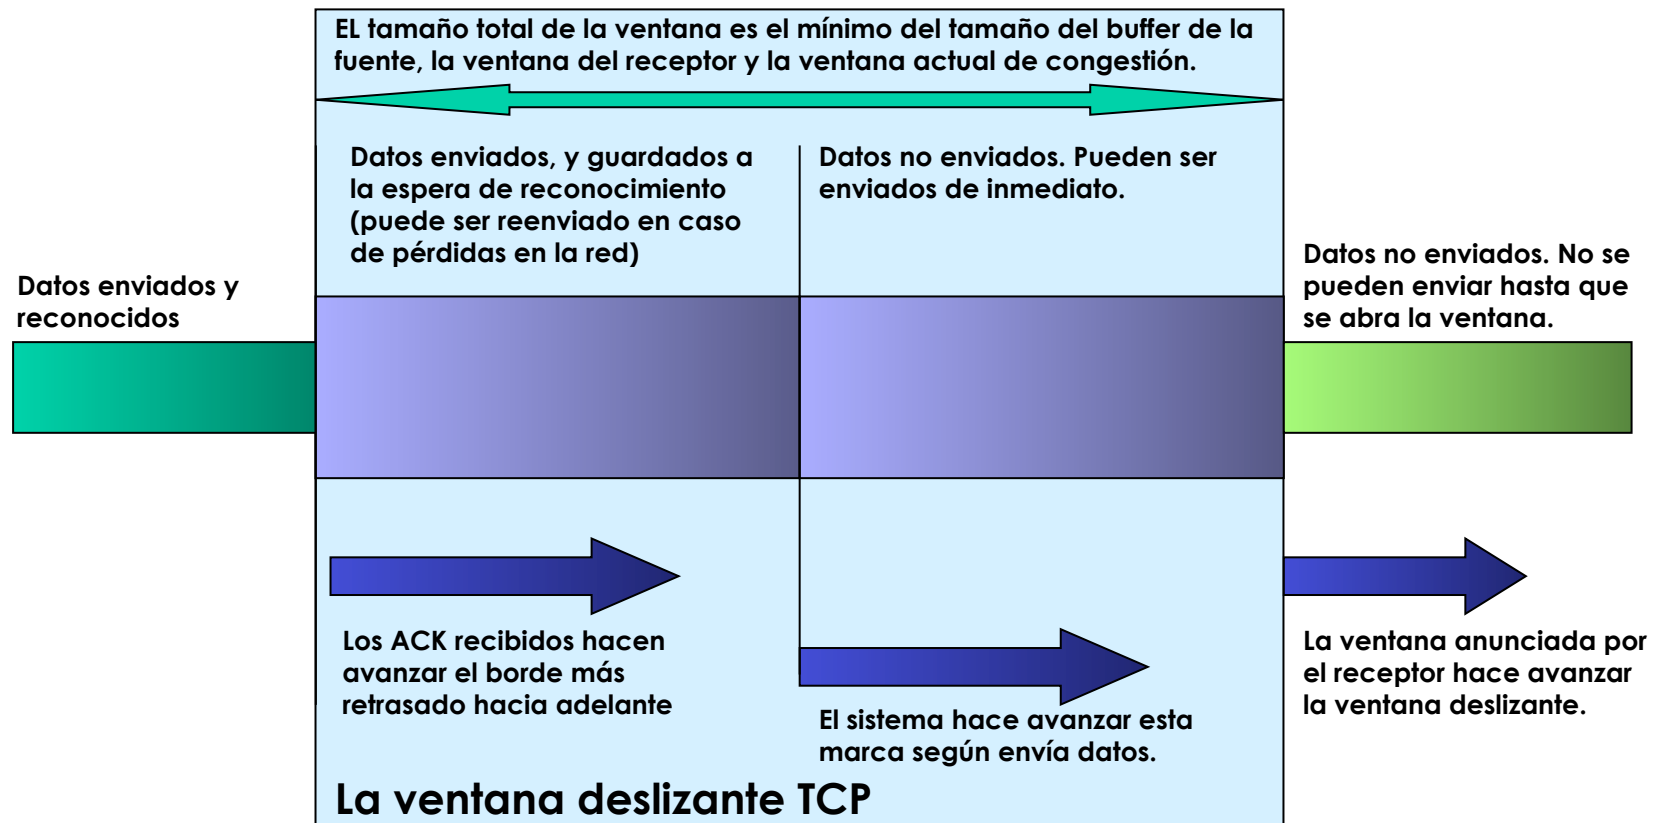 EL tamaño total de la ventana es el mínimo del tamaño del buffer de la
fuente, la ventana del receptor y la ventana actual de congestión.
Datos enviados, y guardados a
la espera de reconocimiento
(puede ser reenviado en caso
de pérdidas en la red)
Datos no enviados. Pueden ser
enviados de inmediato.
Datos enviados y
reconocidos
Datos no enviados. No se
pueden enviar hasta que
se abra la ventana.
Los ACK recibidos hacen
avanzar el borde más
retrasado hacia adelante
El sistema hace avanzar esta
marca según envía datos.
La ventana anunciada por
el receptor hace avanzar
la ventana deslizante.
La ventana deslizante TCP